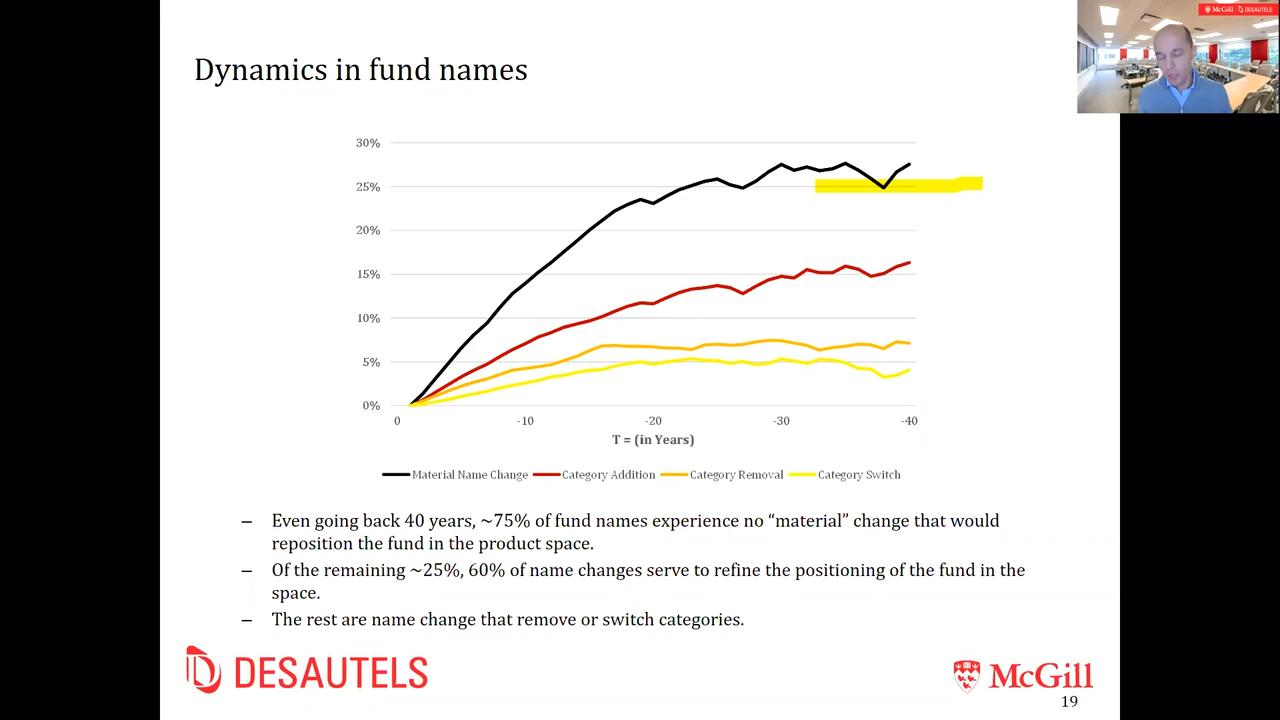 McGill DESAUTELS
Dynamics in fund names
30%
25%
20%
15%
10%
5%
0%
0 -10 -20 -30 -40
T = (in Years)
Material Name Change Category Addition Category Removal Category Switch
– Even going back 40 years, ~75% of fund names experience no “material” change that would
reposition the fund in the product space.
– Of the remaining ~25%, 60% of name changes serve to refine the positioning of the fund in the
space.
– The rest are name change that remove or switch categories.
DESAUTELS
McGill
19